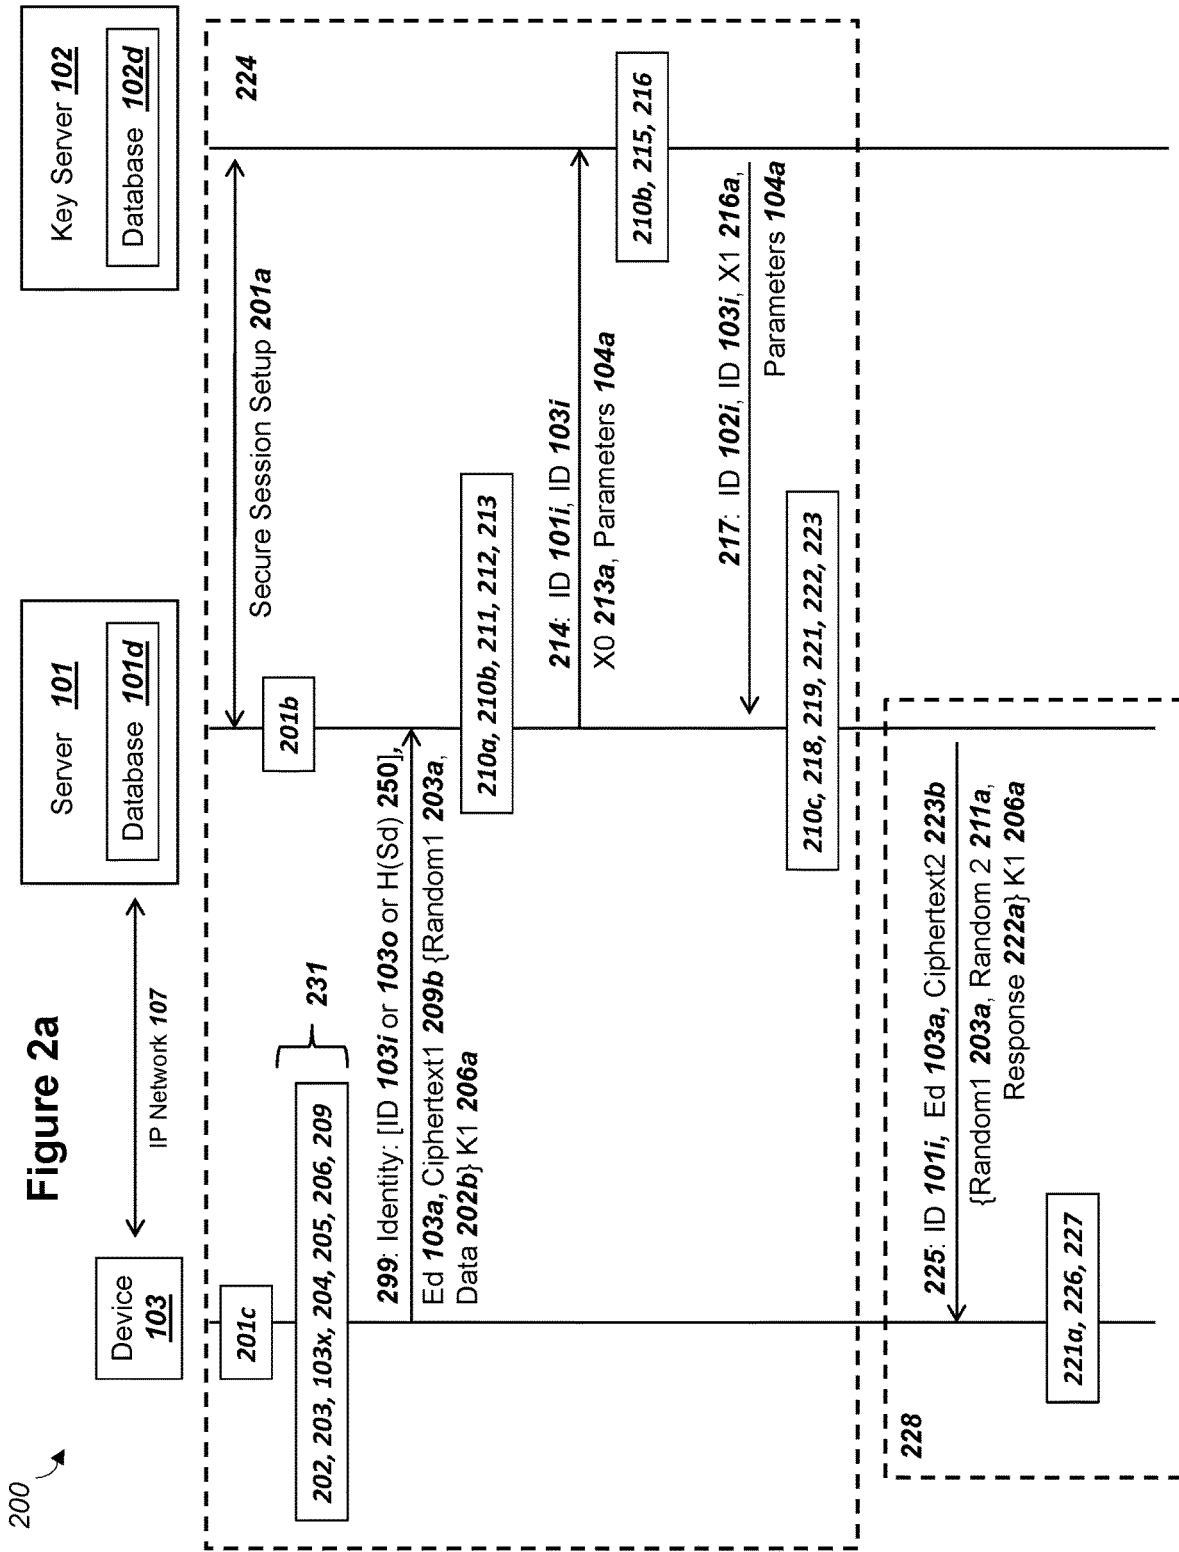 200
Figure 2a
Device
103
IP Network 107
Server 101
Database 101d
Key Server 102
Database 102d
224
Secure Session Setup 201a
201c
201b
202, 203, 103x, 204, 205, 206, 209
231
299: Identity: [ID 103i or 103o or H(Sd) 250],
Ed 103a, Ciphertext1 209b {Random1 203a,
Data 202b} K1 206a
210a, 210b, 211, 212, 213
214: ID 101i, ID 103i
X0 213a, Parameters 104a
210b, 215, 216
217: ID 102i, ID 103i, X1 216a,
Parameters 104a
210c, 218, 219, 221, 222, 223
228
225: ID 101i, Ed 103a, Ciphertext2 223b
{Random1 203a, Random 2 211a,
Response 222a} K1 206a
221a, 226, 227